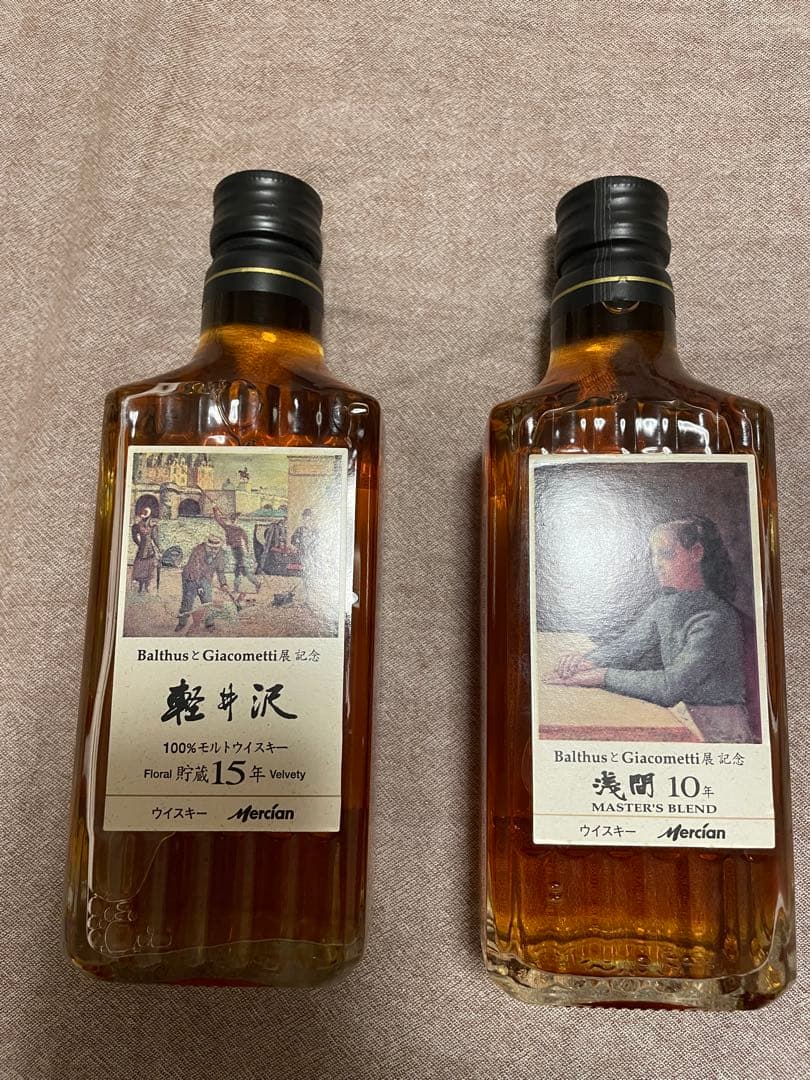 BalthusとGiacometti展 記念
軽井沢
100%モルトウイスキー
Floral 貯蔵15年 Velvety
ウイスキー Mercian
BalthusとGiacometti展 記念
浅間 10年
MASTER'S BLEND
ウイスキー Mercian